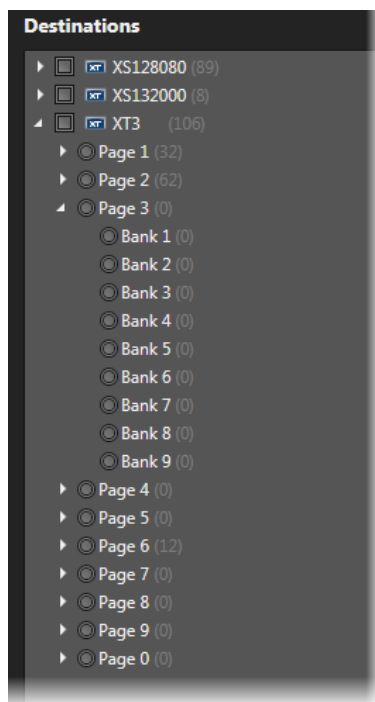 Destinations
XT XS128080 (89)
XT XS132000 (8)
XT XT3 (106)
Page 1 (32)
Page 2 (62)
Page 3 (0)
Bank 1 (0)
Bank 2 (0)
Bank 3 (0)
Bank 4 (0)
Bank 5 (0)
Bank 6 (0)
Bank 7 (0)
Bank 8 (0)
Bank 9 (0)
Page 4 (0)
Page 5 (0)
Page 6 (12)
Page 7 (0)
Page 8 (0)
Page 9 (0)
Page 0 (0)